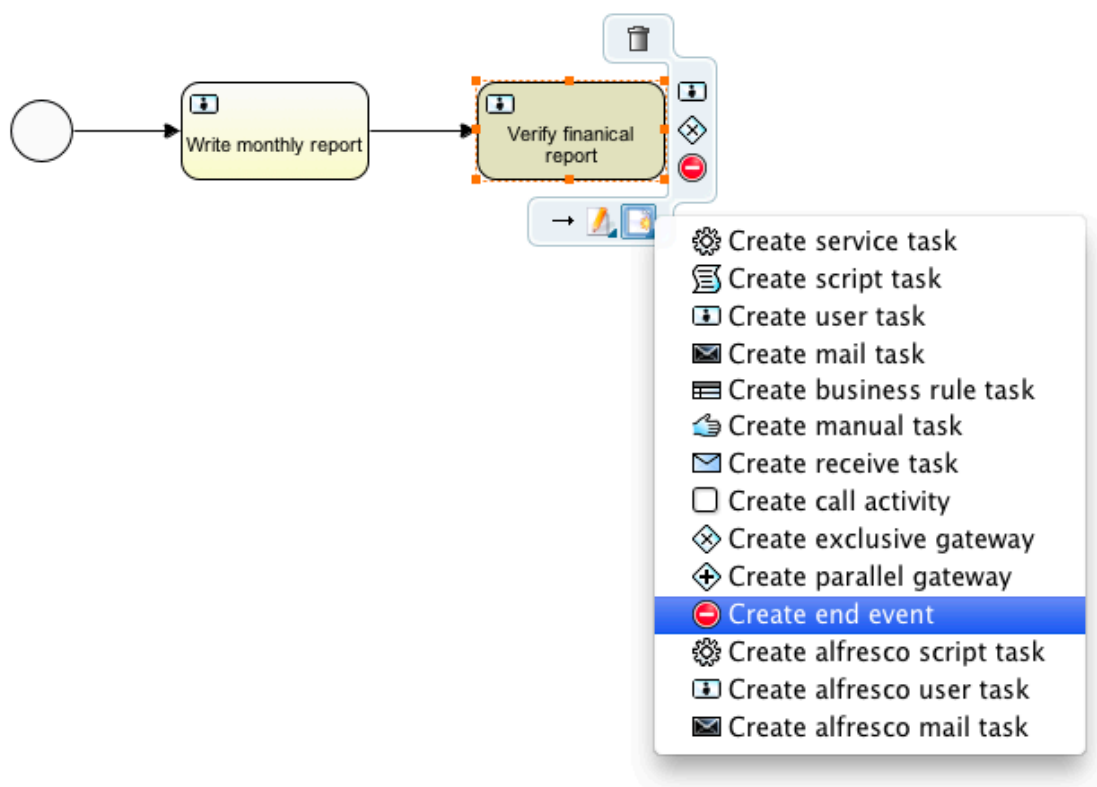 Write monthly report
Verify finanical
report
Create service task
Create script task
Create user task
Create mail task
Create business rule task
Create manual task
Create receive task
Create call activity
Create exclusive gateway
Create parallel gateway
Create end event
Create alfresco script task
Create alfresco user task
Create alfresco mail task